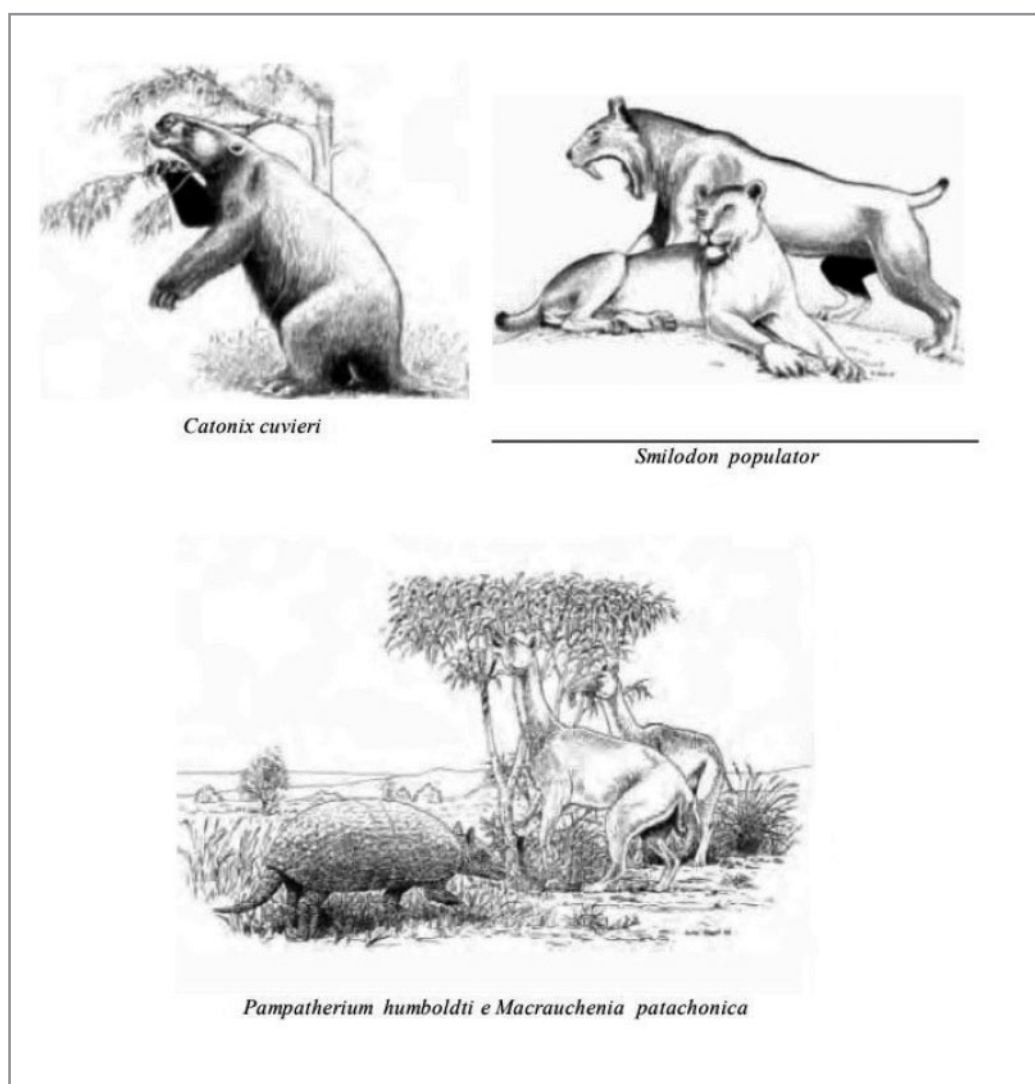 Catonix cuvieri
Smilodon populator
Pampatherium humboldti e Macrauchenia patachonica